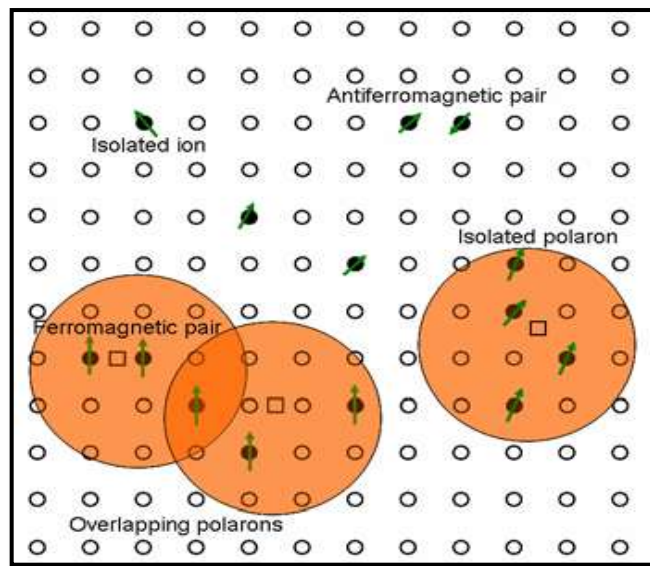 Antiferromagnetic pair
Isolated ion
Isolated polaron
Ferromagnetic pair
Overlapping polarons